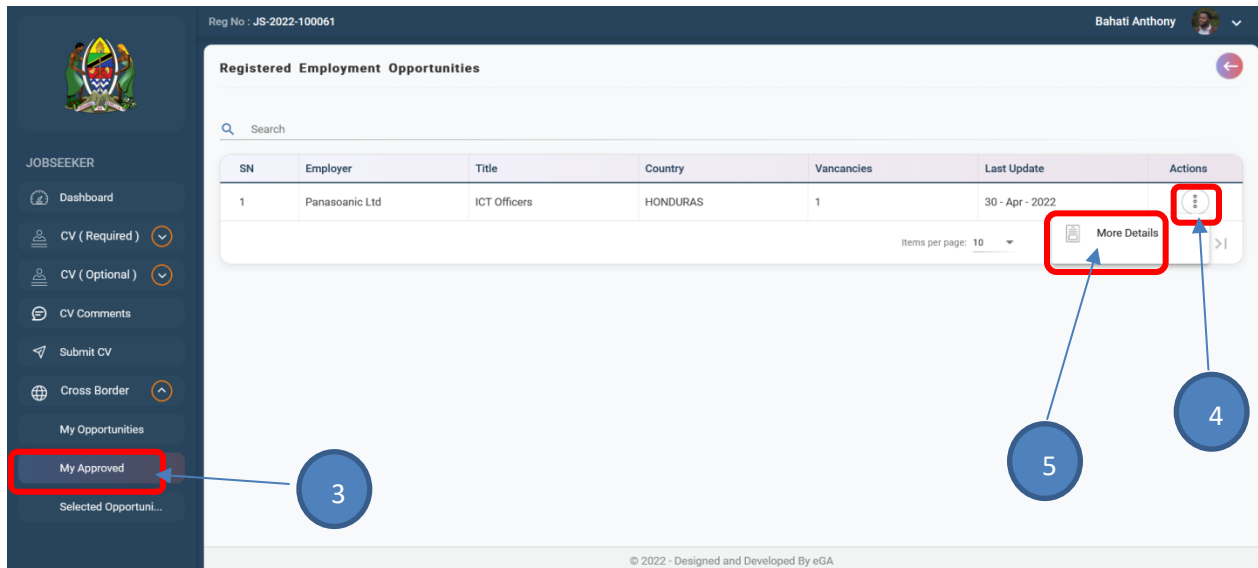 Reg No : JS-2022-100061
Bahati Anthony
Registered Employment Opportunities
Search
JOBSEEKER
Dashboard
CV ( Required )
CV ( Optional )
CV Comments
Submit CV
Cross Border
My Opportunities
My Approved
Selected Opportuni...
SN Employer Title Country Vancancies Last Update Actions
1 Panasoanic Ltd ICT Officers HONDURAS 1 30 - Apr - 2022
Items per page: 10
More Details
4
5
3
© 2022 - Designed and Developed By eGA